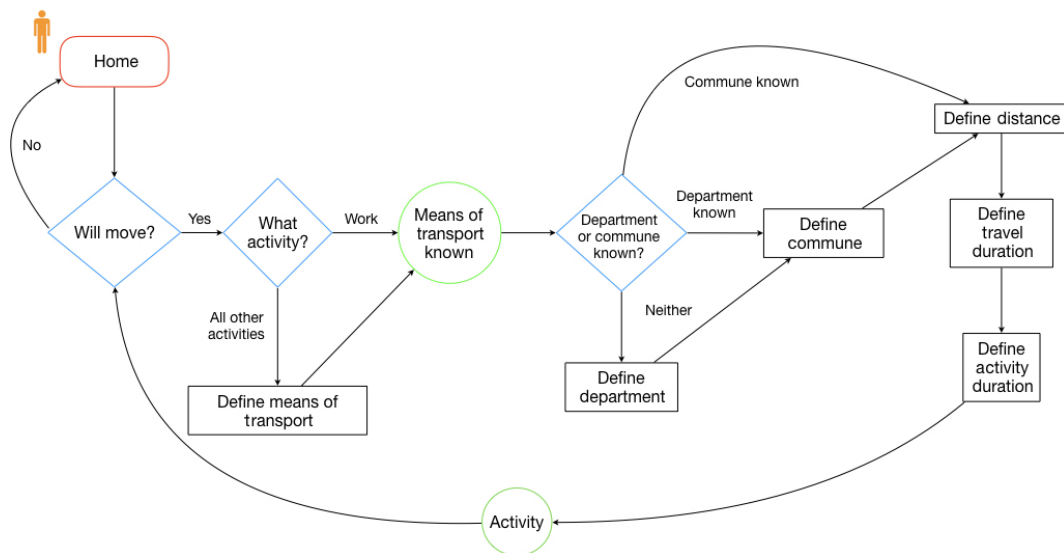 Home
No
Will move?
Yes
What
activity?
Work
All other
activities
Define means of
transport
Means of
transport
known
Department
or commune
known?
Commune known
Department
known
Neither
Define
department
Define
commune
Define distance
Define
travel
duration
Define
activity
duration
Activity